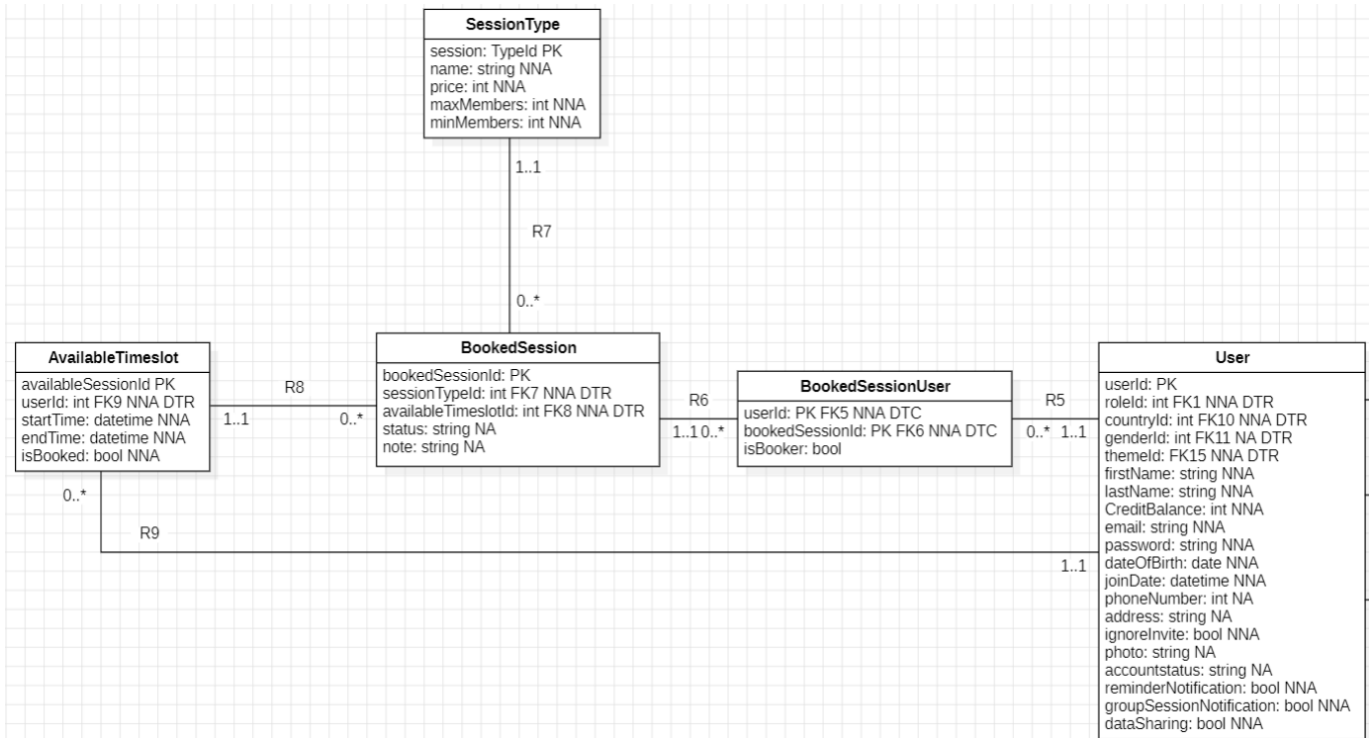 SessionType
session: TypeId PK
name: string NNA
price: int NNA
maxMembers: int NNA
minMembers: int NNA
1..1
R7
0..*
AvailableTimeslot
availableSessionId PK
userId: int FK9 NNA DTR
startTime: datetime NNA
endTime: datetime NNA
isBooked: bool NNA
R8
1..1
0..*
BookedSession
bookedSessionId: PK
sessionTypeId: int FK7 NNA DTR
availableTimeslotId: int FK8 NNA DTR
status: string NA
note: string NA
R6
1..1
0..*
BookedSessionUser
userId: PK FK5 NNA DTC
bookedSessionId: PK FK6 NNA DTC
isBooker: bool
R5
0..*
1..1
User
userId: PK
roleId: int FK1 NNA DTR
countryId: int FK10 NNA DTR
genderId: int FK11 NA DTR
themeId: FK15 NNA DTR
firstName: string NNA
lastName: string NNA
CreditBalance: int NNA
email: string NNA
password: string NNA
dateOfBirth: date NNA
joinDate: datetime NNA
phoneNumber: int NA
address: string NA
ignoreInvite: bool NNA
photo: string NA
accountstatus: string NA
reminderNotification: bool NNA
groupSessionNotification: bool NNA
dataSharing: bool NNA
0..*
R9
1..1